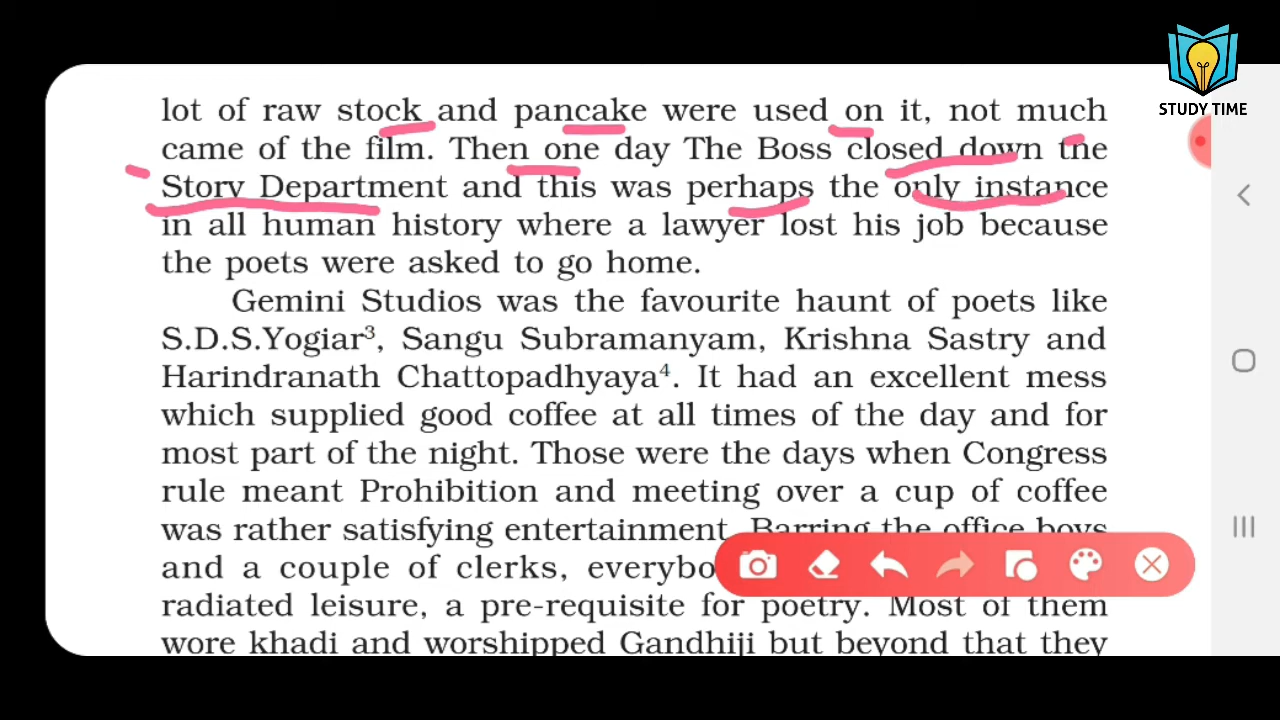 STUDY TIME
lot of raw stock and pancake were used on it, not much
came of the film. Then one day The Boss closed down the
Story Department and this was perhaps the only instance
in all human history where a lawyer lost his job because
the poets were asked to go home.
Gemini Studios was the favourite haunt of poets like
S.D.S.Yogiar³, Sangu Subramanyam, Krishna Sastry and
Harindranath Chattopadhyaya⁴. It had an excellent mess
which supplied good coffee at all times of the day and for
most part of the night. Those were the days when Congress
rule meant Prohibition and meeting over a cup of coffee
was rather satisfying entertainment. Barring the office boys
and a couple of clerks, everybo
radiated leisure, a pre-requisite for poetry. Most of them
wore khadi and worshipped Gandhiji but beyond that they